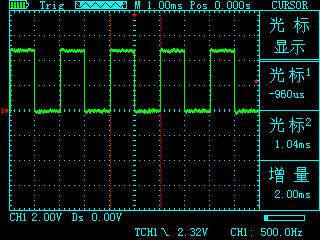 Trig M 1.00ms Pos 0.000s CURSOR
光标
显示
光标1
-960us
光标2
1.04ms
增量
2.00ms
1
CH1 2.00V Ds 0.00V
TCH1 2.32V CH1: 500.0Hz